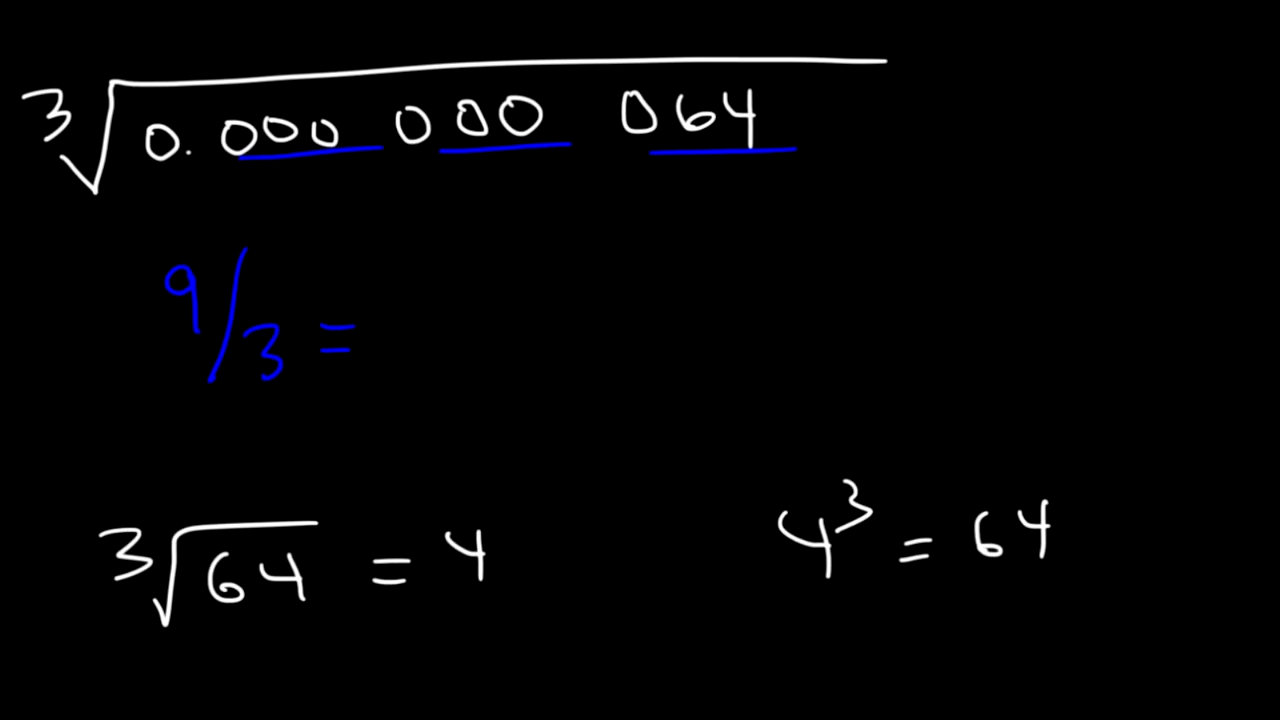 ∛0.000 000 064
9/3 =
∛64 = 4
4³ = 64